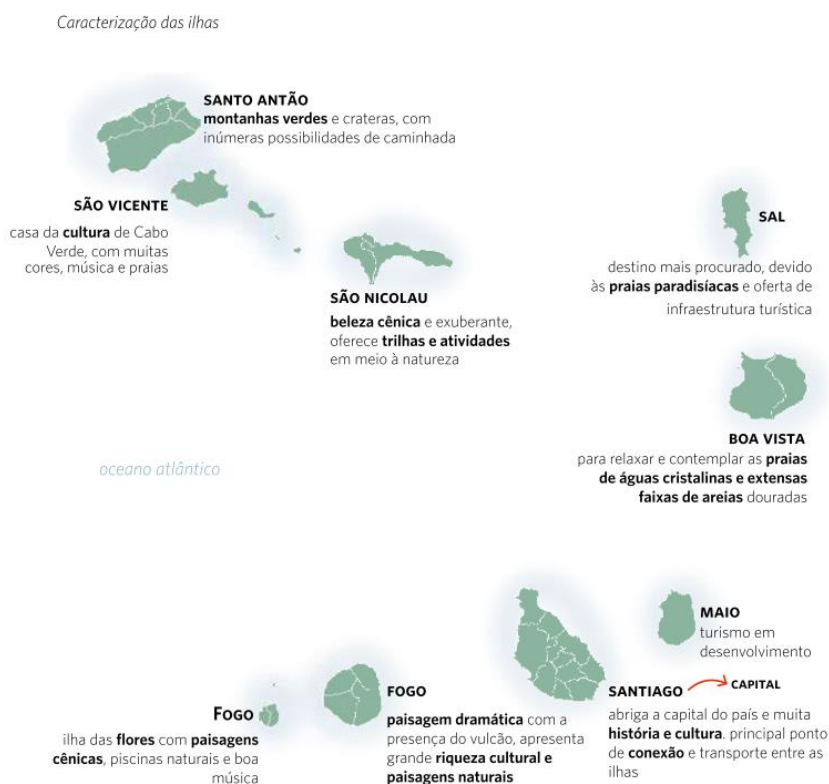 Caracterização das ilhas
SANTO ANTÃO
montanhas verdes e crateras, com
inúmeras possibilidades de caminhada
SÃO VICENTE
casa da cultura de Cabo
Verde, com muitas
cores, música e praias
SÃO NICOLAU
beleza cênica e exuberante,
oferece trilhas e atividades
em meio à natureza
SAL
destino mais procurado, devido
às praias paradisíacas e oferta de
infraestrutura turística
BOA VISTA
para relaxar e contemplar as praias
de águas cristalinas e extensas
faixas de areias douradas
oceano atlântico
MAIO
turismo em
desenvolvimento
SANTIAGO
CAPITAL
abriga a capital do país e muita
história e cultura. principal ponto
de conexão e transporte entre as
ilhas
FOGO
paisagem dramática com a
presença do vulcão, apresenta
grande riqueza cultural e
paisagens naturais
FOGO
ilha das flores com paisagens
cênicas, piscinas naturais e boa
música